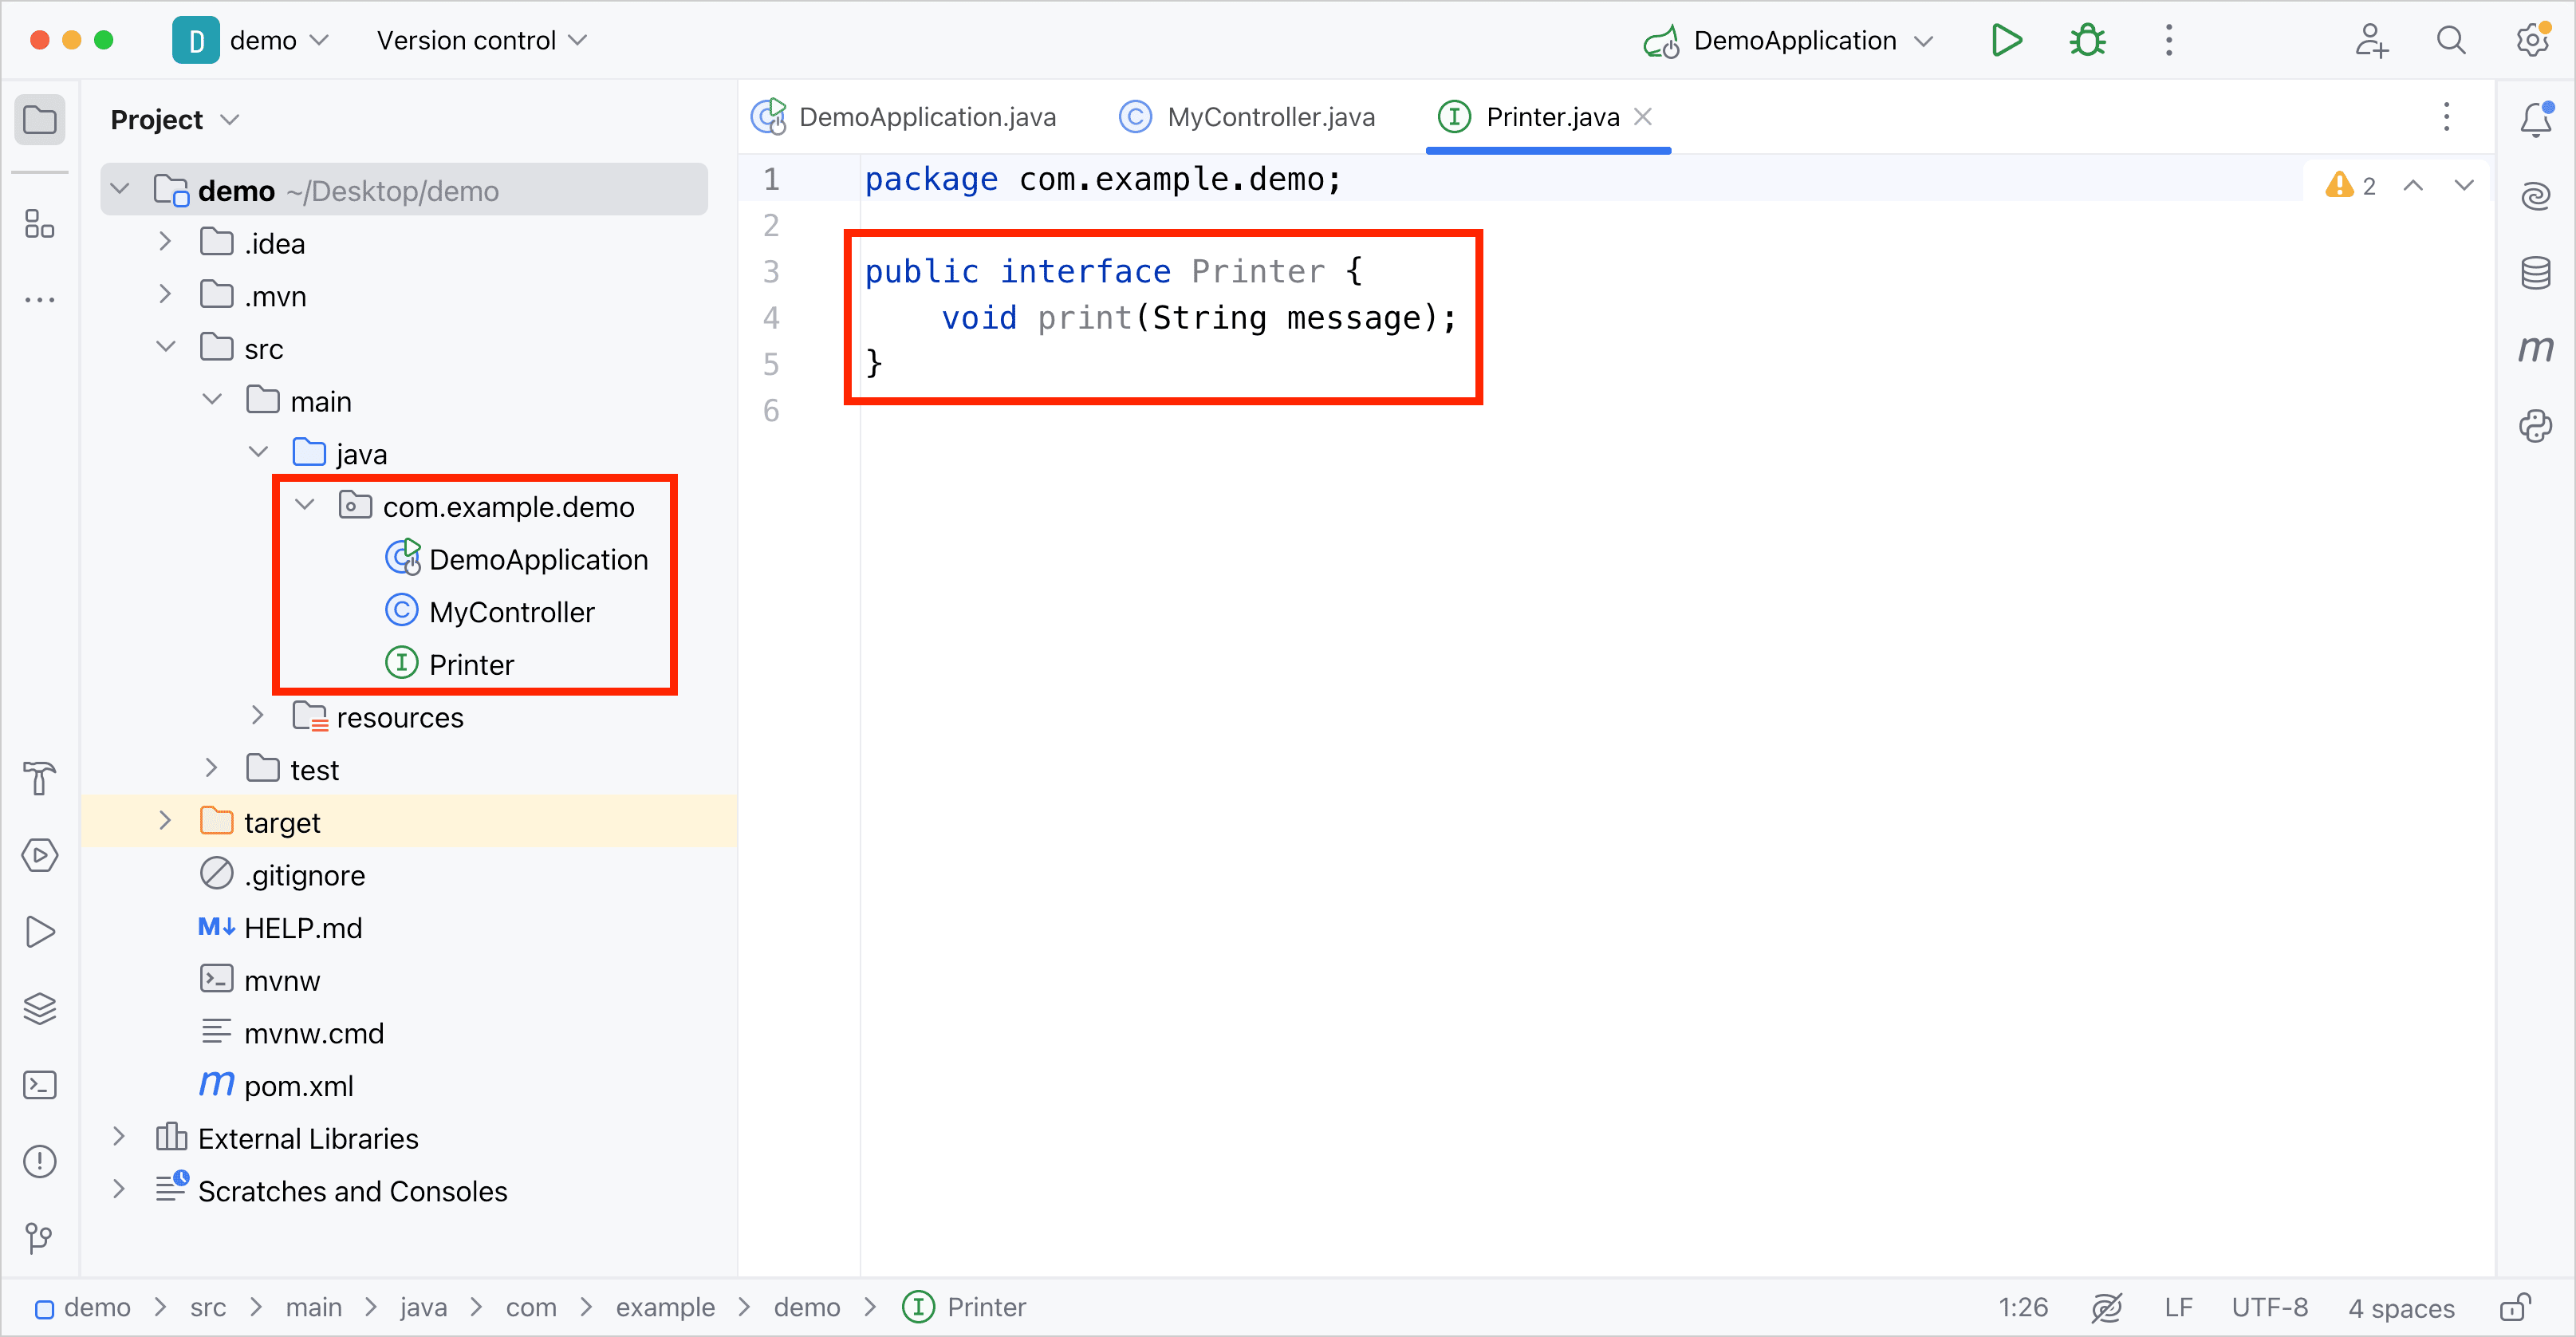 D demo Version control DemoApplication
Project
DemoApplication.java MyController.java Printer.java
demo ~/Desktop/demo
.idea
.mvn
src
main
java
com.example.demo
DemoApplication
MyController
Printer
resources
test
target
.gitignore
HELP.md
mvnw
mvnw.cmd
pom.xml
External Libraries
Scratches and Consoles
1 package com.example.demo; 2
2
3 public interface Printer {
4 void print(String message);
5 }
6
demo > src > main > java > com > example > demo > Printer 1:26 LF UTF-8 4 spaces